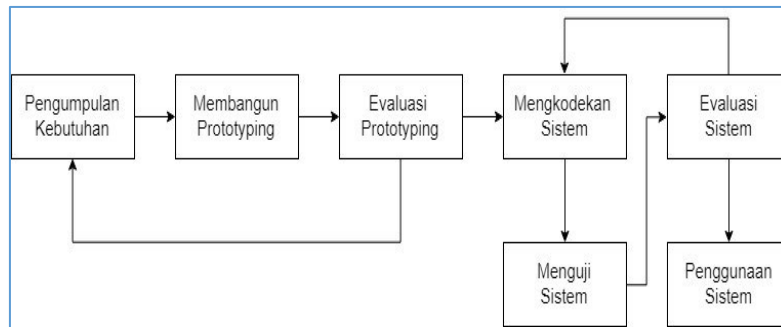 Pengumpulan
Kebutuhan
Membangun
Prototyping
Evaluasi
Prototyping
Mengkodekan
Sistem
Evaluasi
Sistem
Menguji
Sistem
Penggunaan
Sistem